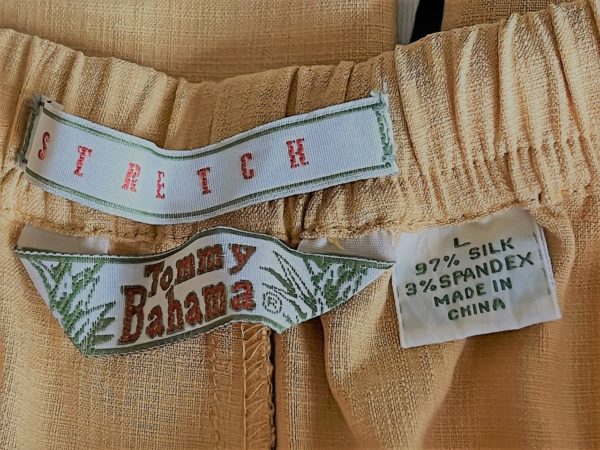 STRETCH
Tommy
Bahama®
L
97% SILK
3% SPANDEX
MADE IN
CHINA